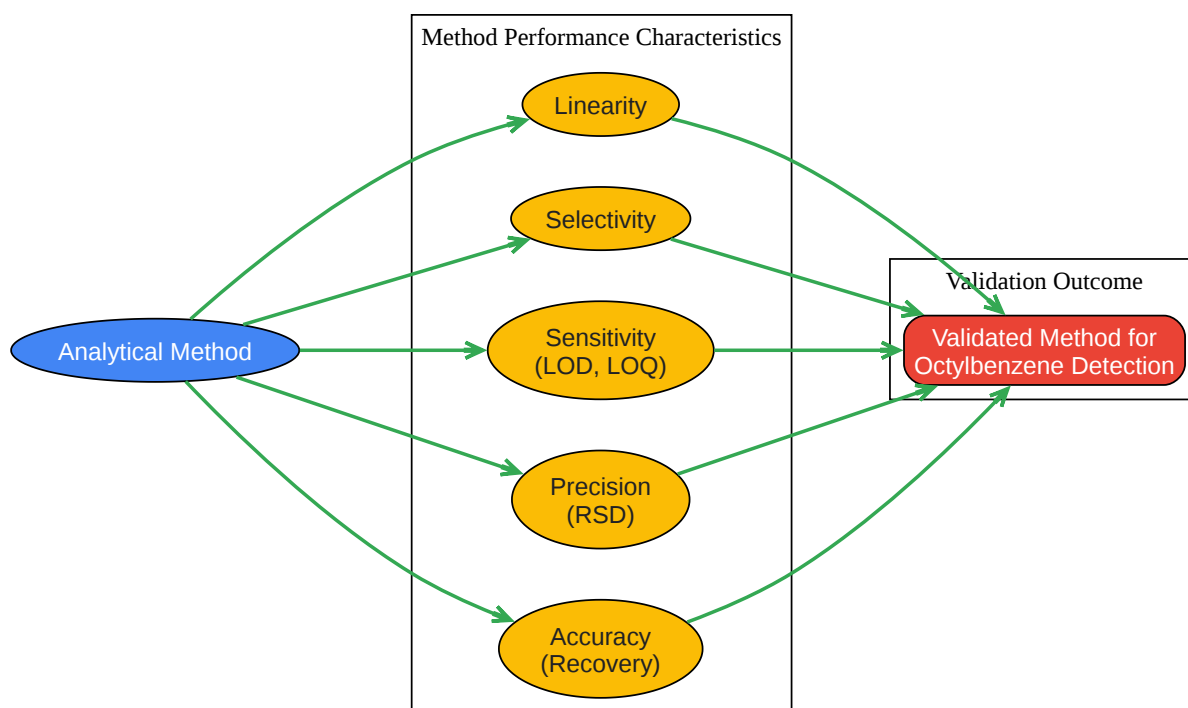 Method Performance Characteristics
Linearity
Selectivity
Validation Outcome
Analytical Method
Sensitivity
(LOD, LOQ)
Validated Method for
Octylbenzene Detection
Precision
(RSD)
Accuracy
(Recovery)